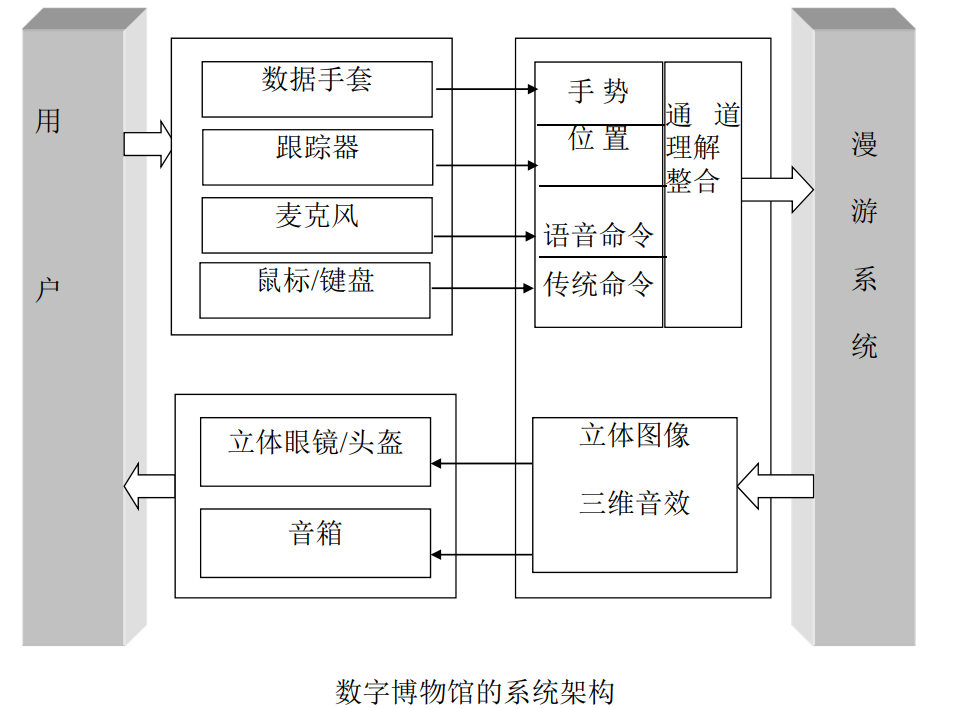 用
户
数据手套
跟踪器
麦克风
鼠标/键盘
手 势
位 置
语音命令
传统命令
通 道
理解
整合
漫
游
系
统
立体眼镜/头盔
音箱
立体图像
三维音效
数字博物馆的系统架构